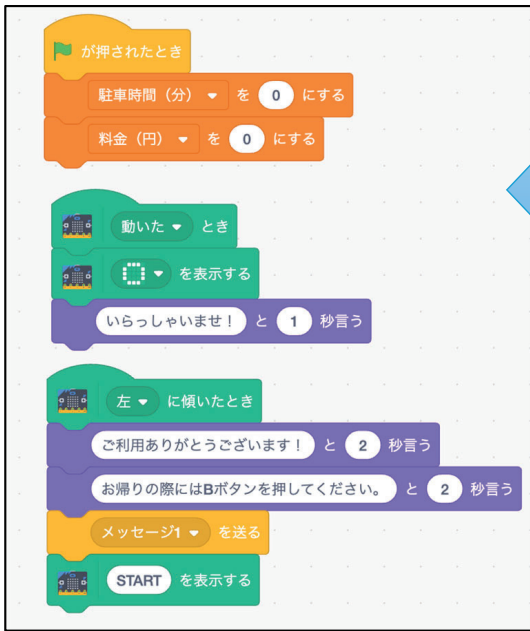 が押されたとき
駐車時間（分） を 0 にする
料金（円） を 0 にする
動いた とき
を表示する
いらっしゃいませ！ と 1 秒言う
左 に傾いたとき
ご利用ありがとうございます！ と 2 秒言う
お帰りの際にはBボタンを押してください。 と 2 秒言う
メッセージ1 を送る
START を表示する